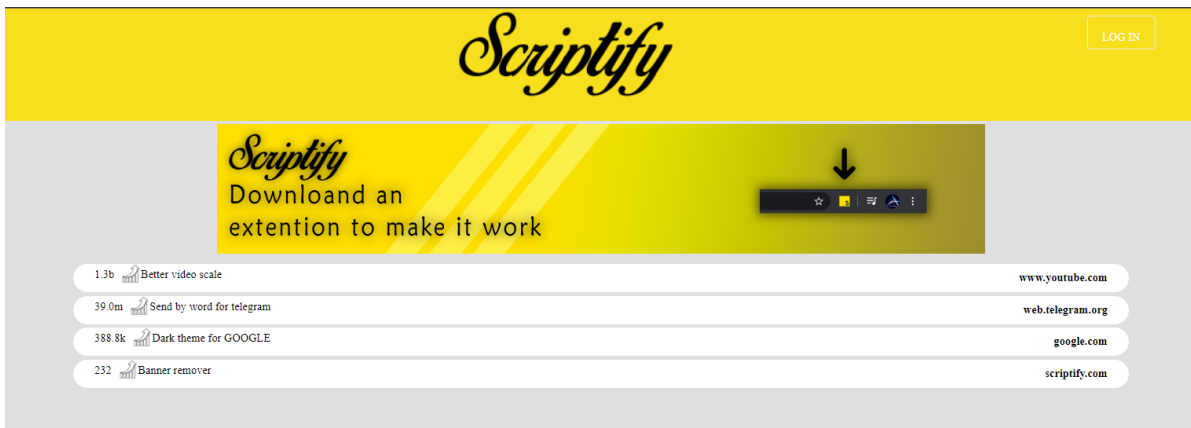 Scriptify
LOG IN
Scriptify
Downloand an
extention to make it work
1.3b Better video scale www.youtube.com
39.0m Send by word for telegram web.telegram.org
388.8k Dark theme for GOOGLE google.com
232 Banner remover scriptify.com